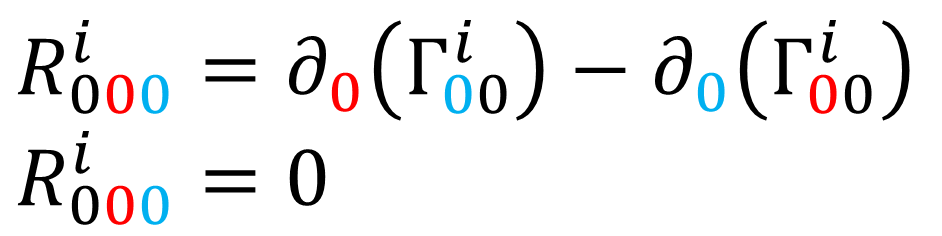 R^i_{000} = ∂_0(Γ^i_{00}) − ∂_0(Γ^i_{00})
R^i_{000} = 0